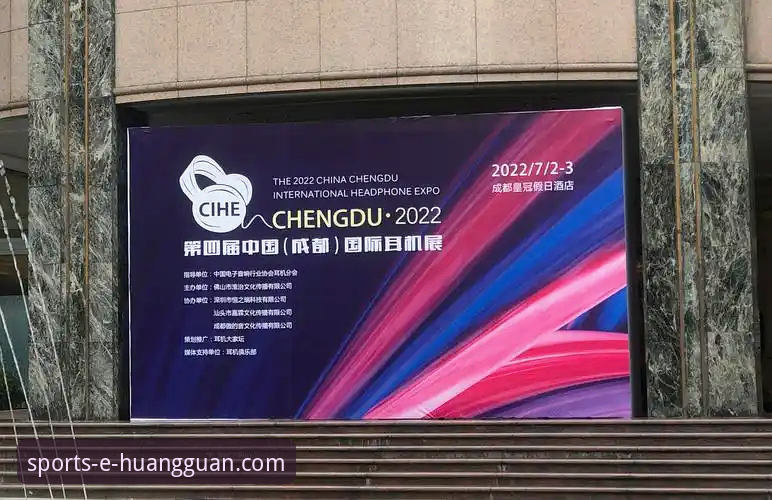 CIHE
THE 2022 CHINA CHENGDU
INTERNATIONAL HEADPHONE EXPO
CHENGDU·2022
第四届中国(成都)国际耳机展
2022/7/2-3
成都皇冠假日酒店
指导单位：中国电子音响行业协会耳机分会
主办单位：佛山市淮治文化传播有限公司
协办单位：深圳市恒之瑞科技有限公司
汕头市嘉霖文化传播有限公司
成都微的音文化传播有限公司
策划推广：耳机大家坛
媒体支持单位：耳机俱乐部
sports-e-huangguan.com